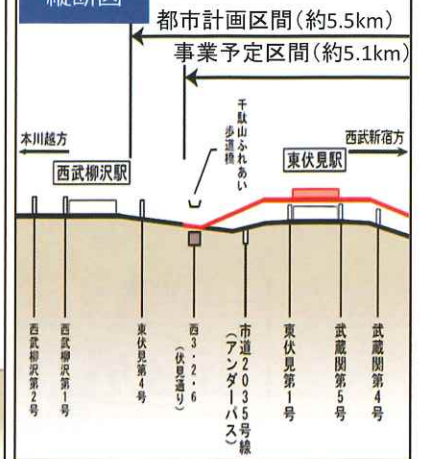 縦断図
都市計画区間(約5.5km)
事業予定区間(約5.1km)
千駄山ふれあい
歩道橋
本川越方
西武新宿方
西武柳沢駅
東伏見駅
西武柳沢第2号
西武柳沢第1号
東伏見第4号
西3・2・6
(伏見通り)
市道2035号線
(アンダーパス)
東伏見第1号
武蔵関第5号
武蔵関第4号